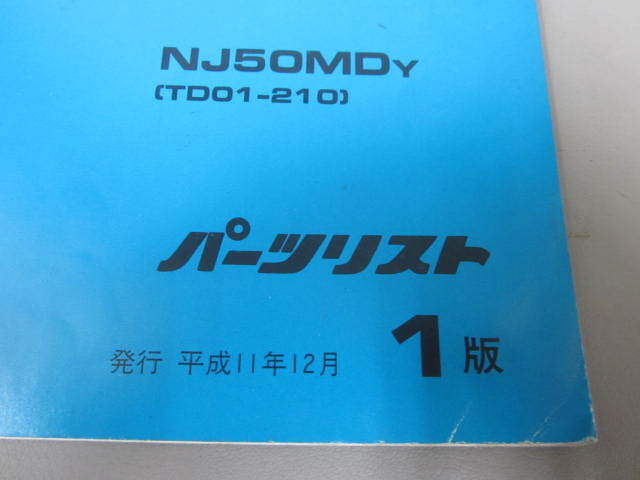 NJ50MDY
(TD01-210)
パーツリスト
発行 平成11年12月 1版